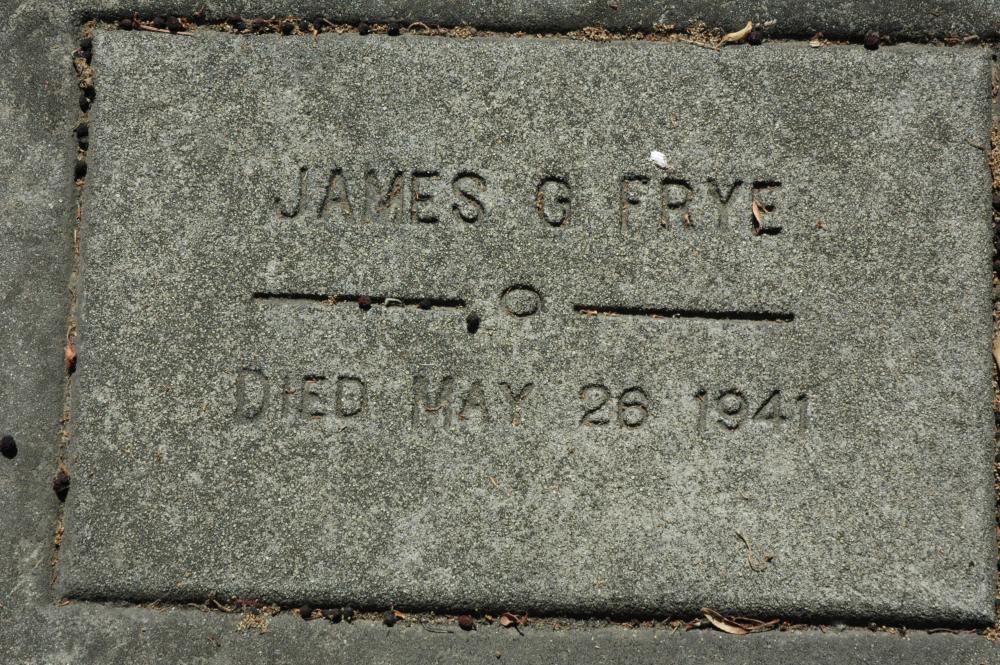 JAMES G FRYE
DIED MAY 26 1941